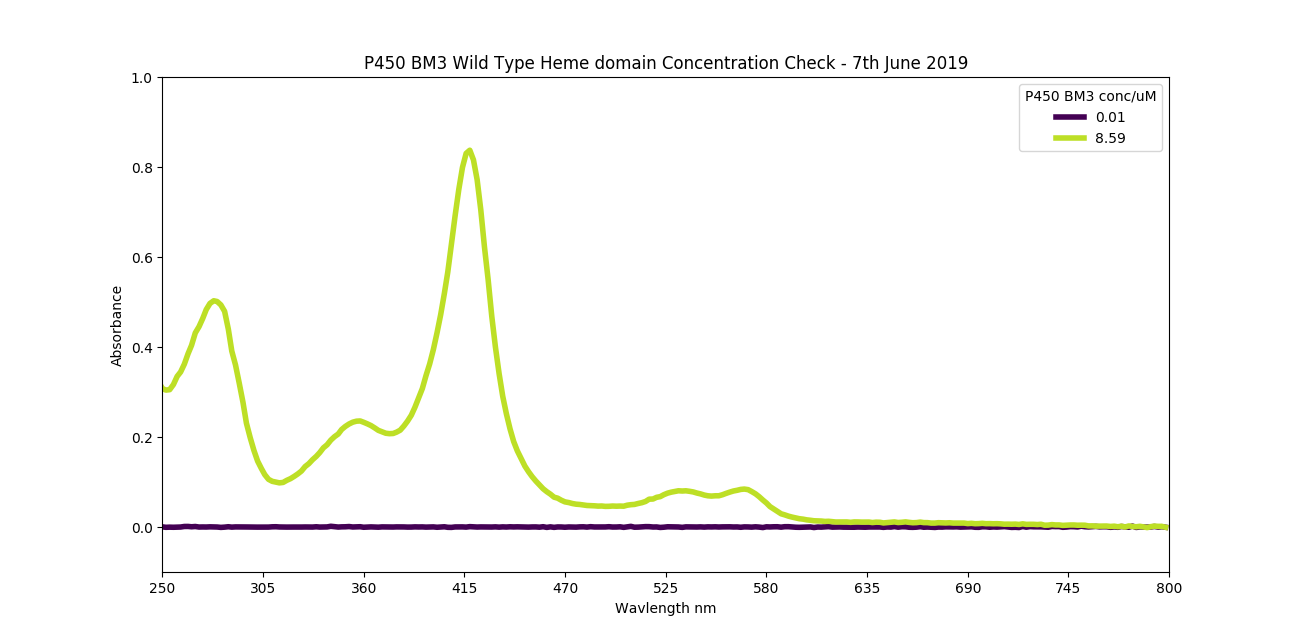 P450 BM3 Wild Type Heme domain Concentration Check - 7th June 2019
P450 BM3 conc/uM
0.01
8.59
Absorbance
1.0
0.8
0.6
0.4
0.2
0.0
250 305 360 415 470 525 580 635 690 745 800
Wavlength nm